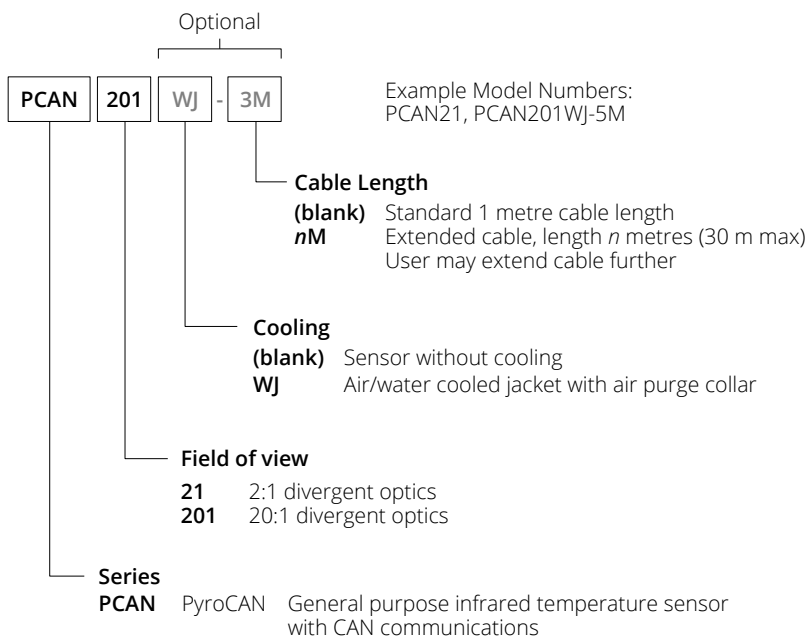 Optional
PCAN 201 WJ - 3M
Example Model Numbers:
PCAN21, PCAN201WJ-5M
Cable Length
(blank) Standard 1 metre cable length
nM Extended cable, length n metres (30 m max)
User may extend cable further
Cooling
(blank) Sensor without cooling
WJ Air/water cooled jacket with air purge collar
Field of view
21 2:1 divergent optics
201 20:1 divergent optics
Series
PCAN PyroCAN General purpose infrared temperature sensor
with CAN communications